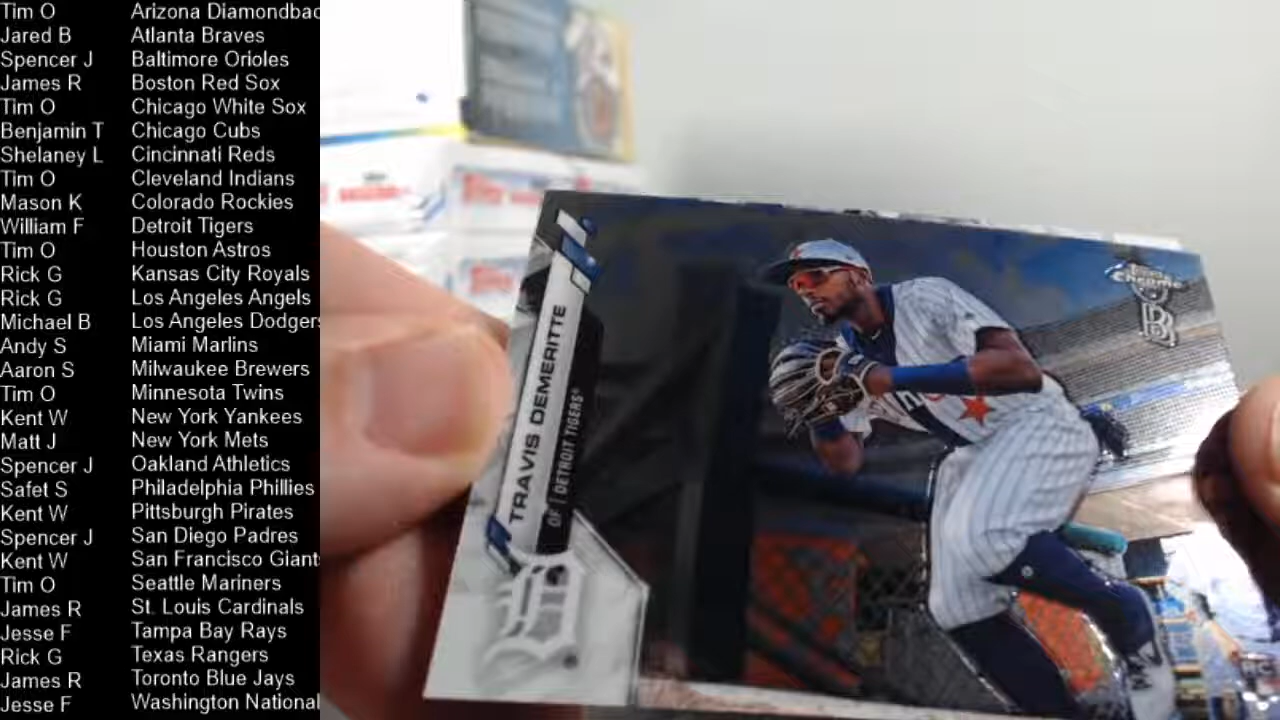 Tim O Arizona Diamondbac
Jared B Atlanta Braves
Spencer J Baltimore Orioles
James R Boston Red Sox
Tim O Chicago White Sox
Benjamin T Chicago Cubs
Shelaney L Cincinnati Reds
Tim O Cleveland Indians
Mason K Colorado Rockies
William F Detroit Tigers
Tim O Houston Astros
Rick G Kansas City Royals
Rick G Los Angeles Angels
Michael B Los Angeles Dodgers
Andy S Miami Marlins
Aaron S Milwaukee Brewers
Tim O Minnesota Twins
Kent W New York Yankees
Matt J New York Mets
Spencer J Oakland Athletics
Safet S Philadelphia Phillies
Kent W Pittsburgh Pirates
Spencer J San Diego Padres
Kent W San Francisco Giant
Tim O Seattle Mariners
James R St. Louis Cardinals
Jesse F Tampa Bay Rays
Rick G Texas Rangers
James R Toronto Blue Jays
Jesse F Washington National
TRAVIS DEMERITTE
OF | DETROIT TIGERS
Topps
Chrome
B
D